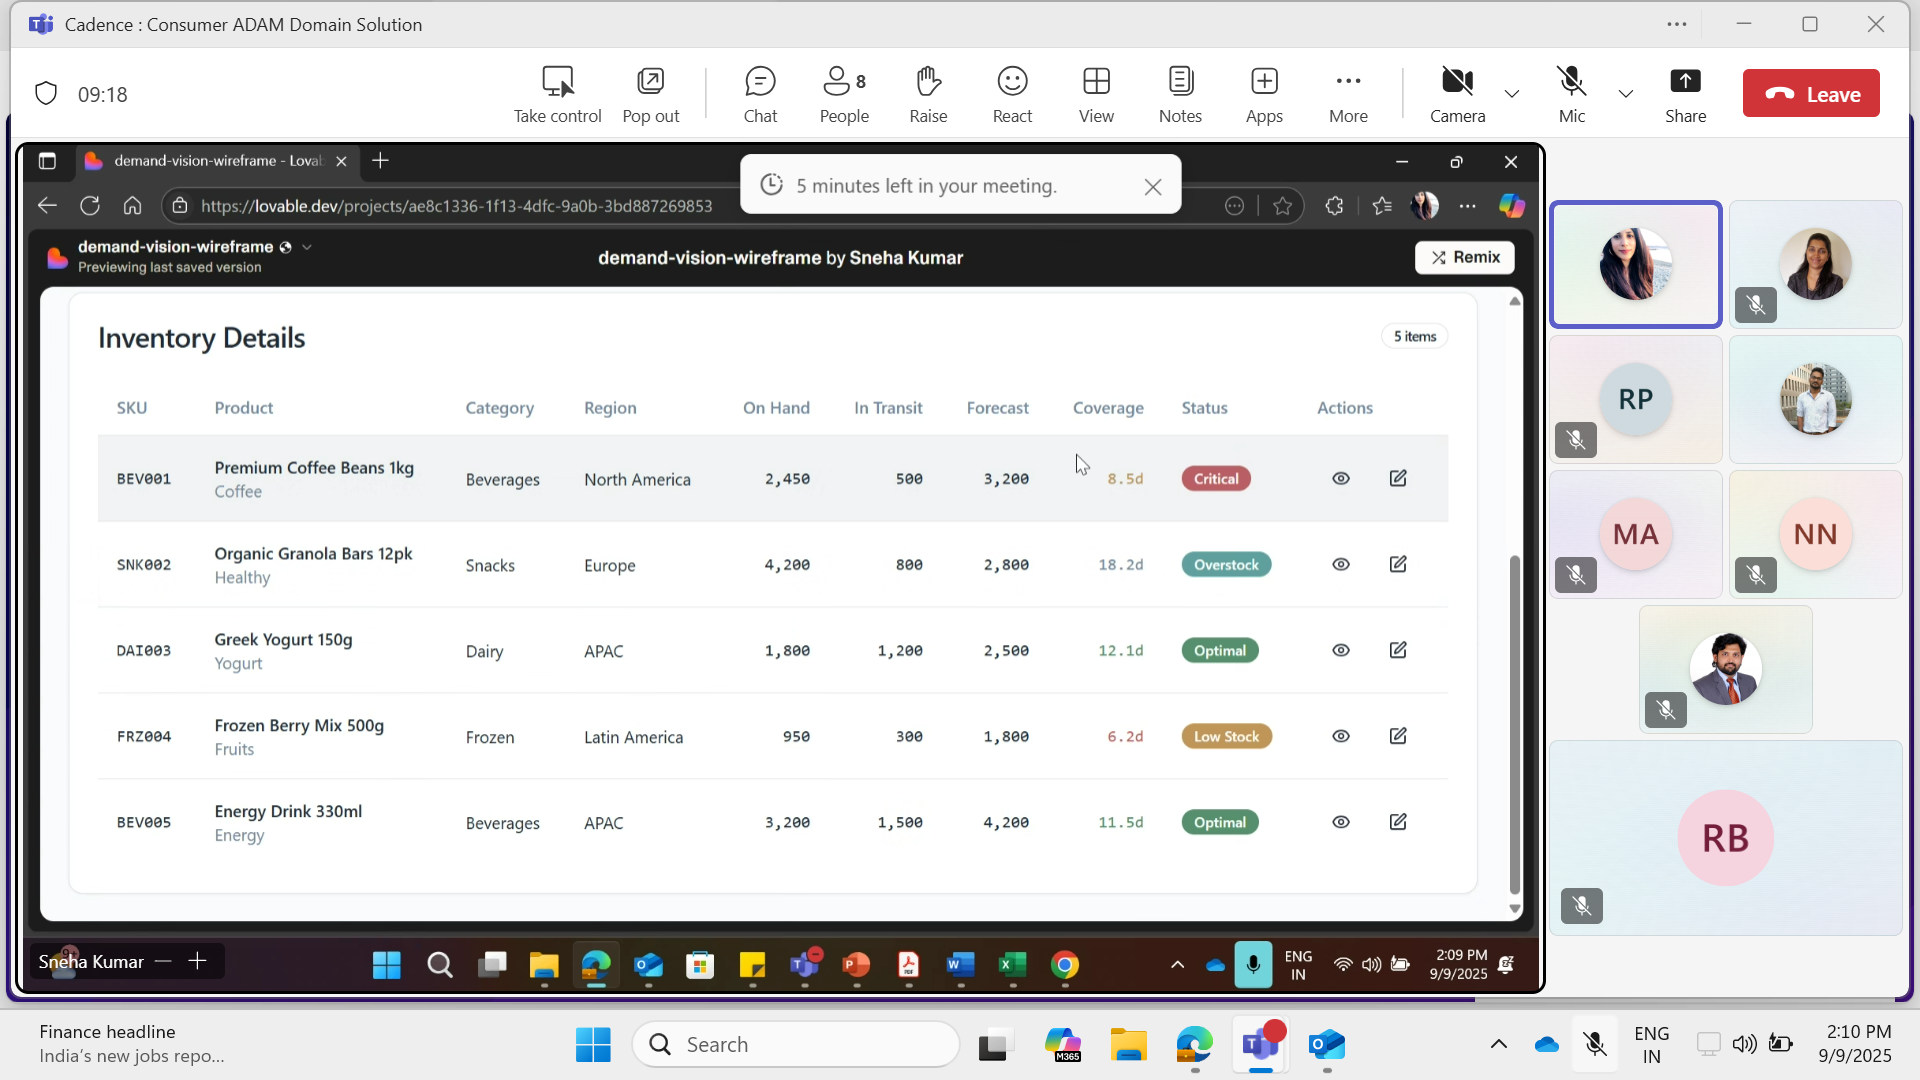 Cadence : Consumer ADAM Domain Solution
09:18
Take control
Pop out
Chat
8
People
Raise
React
View
Notes
Apps
More
Camera
Mic
Share
Leave
demand-vision-wireframe - Lovab
5 minutes left in your meeting.
https://lovable.dev/projects/ae8c1336-1f13-4dfc-9a0b-3bd887269853
demand-vision-wireframe
Previewing last saved version
demand-vision-wireframe by Sneha Kumar
Remix
Inventory Details
5 items
SKU Product Category Region On Hand In Transit Forecast Coverage Status Actions
BEV001 Premium Coffee Beans 1kg Beverages North America 2,450 500 3,200 8.5d Critical
Coffee
SNK002 Organic Granola Bars 12pk Snacks Europe 4,200 800 2,800 18.2d Overstock
Healthy
DAI003 Greek Yogurt 150g Dairy APAC 1,800 1,200 2,500 12.1d Optimal
Yogurt
FRZ004 Frozen Berry Mix 500g Frozen Latin America 950 300 1,800 6.2d Low Stock
Fruits
BEV005 Energy Drink 330ml Beverages APAC 3,200 1,500 4,200 11.5d Optimal
Energy
RP
MA
NN
RB
Sneha Kumar
ENG
IN
2:09 PM
9/9/2025
Finance headline
India's new jobs repo...
Search
M365
ENG
IN
2:10 PM
9/9/2025